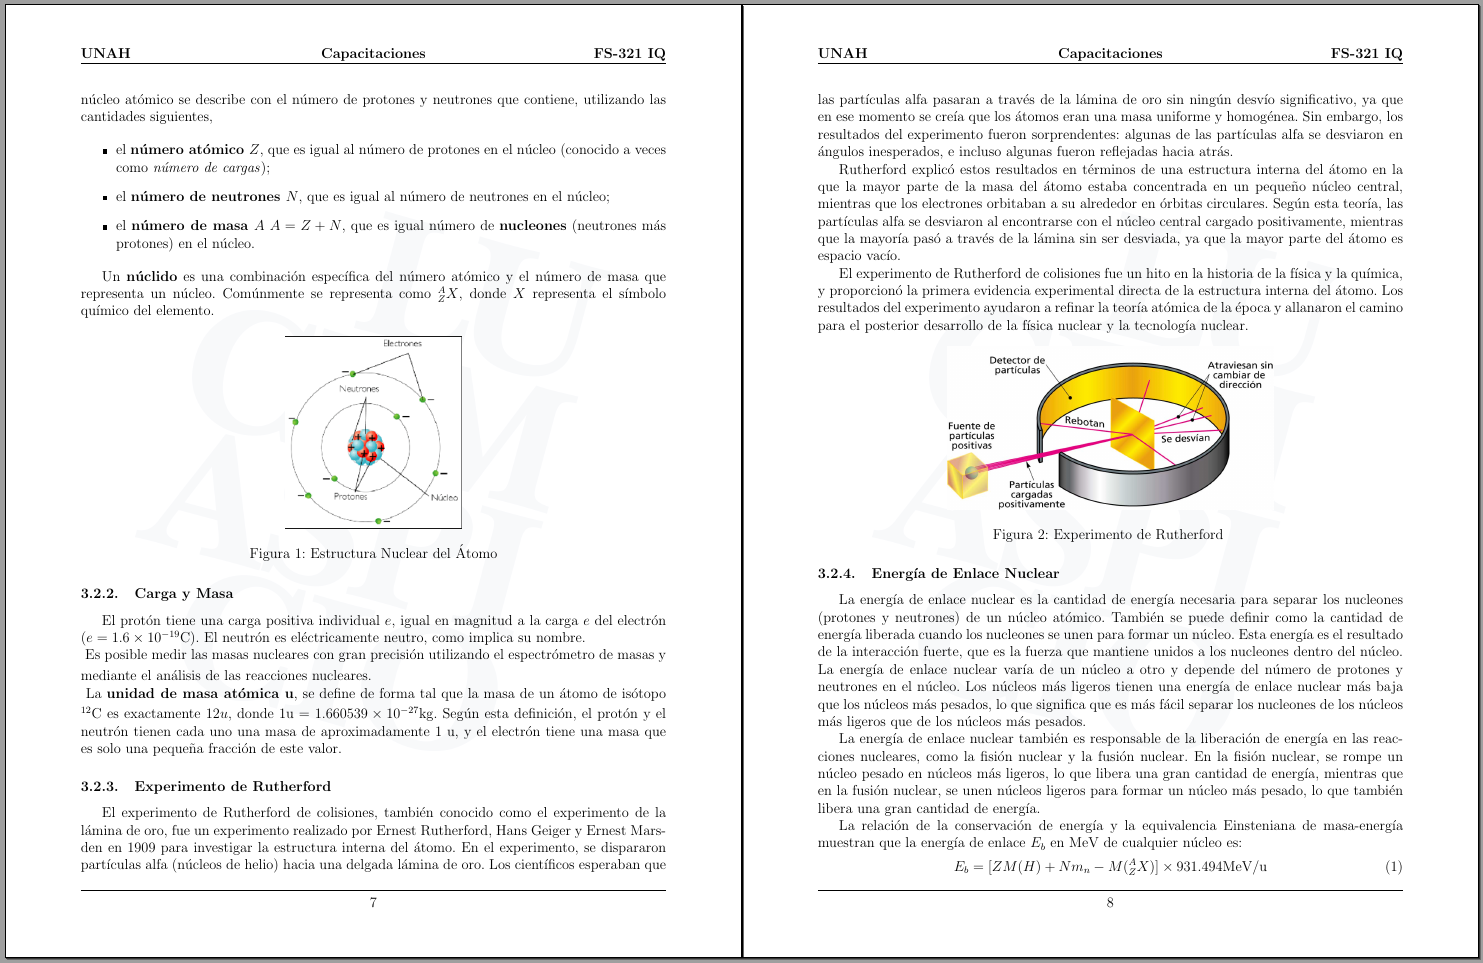 UNAH Capacitaciones FS-321 IQ
núcleo atómico se describe con el número de protones y neutrones que contiene, utilizando las
cantidades siguientes,
▪ el número atómico Z, que es igual al número de protones en el núcleo (conocido a veces
como número de cargas);
▪ el número de neutrones N, que es igual al número de neutrones en el núcleo;
▪ el número de masa A A = Z + N, que es igual número de nucleones (neutrones más
protones) en el núcleo.
Un núclido es una combinación específica del número atómico y el número de masa que
representa un núcleo. Comúnmente se representa como ᴬ_Z X, donde X representa el símbolo
químico del elemento.
Electrones
Neutrones
Protones
Núcleo
Figura 1: Estructura Nuclear del Átomo
3.2.2. Carga y Masa
El protón tiene una carga positiva individual e, igual en magnitud a la carga e del electrón
(e = 1.6 × 10⁻¹⁹C). El neutrón es eléctricamente neutro, como implica su nombre.
Es posible medir las masas nucleares con gran precisión utilizando el espectrómetro de masas y
mediante el análisis de las reacciones nucleares.
La unidad de masa atómica u, se define de forma tal que la masa de un átomo de isótopo
¹²C es exactamente 12u, donde 1u = 1.660539 × 10⁻²⁷kg. Según esta definición, el protón y el
neutrón tienen cada uno una masa de aproximadamente 1 u, y el electrón tiene una masa que
es solo una pequeña fracción de este valor.
3.2.3. Experimento de Rutherford
El experimento de Rutherford de colisiones, también conocido como el experimento de la
lámina de oro, fue un experimento realizado por Ernest Rutherford, Hans Geiger y Ernest Mars-
den en 1909 para investigar la estructura interna del átomo. En el experimento, se dispararon
partículas alfa (núcleos de helio) hacia una delgada lámina de oro. Los científicos esperaban que
7
UNAH Capacitaciones FS-321 IQ
las partículas alfa pasaran a través de la lámina de oro sin ningún desvío significativo, ya que
en ese momento se creía que los átomos eran una masa uniforme y homogénea. Sin embargo, los
resultados del experimento fueron sorprendentes: algunas de las partículas alfa se desviaron en
ángulos inesperados, e incluso algunas fueron reflejadas hacia atrás.
Rutherford explicó estos resultados en términos de una estructura interna del átomo en la
que la mayor parte de la masa del átomo estaba concentrada en un pequeño núcleo central,
mientras que los electrones orbitaban a su alrededor en órbitas circulares. Según esta teoría, las
partículas alfa se desviaron al encontrarse con el núcleo central cargado positivamente, mientras
que la mayoría pasó a través de la lámina sin ser desviada, ya que la mayor parte del átomo es
espacio vacío.
El experimento de Rutherford de colisiones fue un hito en la historia de la física y la química,
y proporcionó la primera evidencia experimental directa de la estructura interna del átomo. Los
resultados del experimento ayudaron a refinar la teoría atómica de la época y allanaron el camino
para el posterior desarrollo de la física nuclear y la tecnología nuclear.
Detector de
partículas
Atraviesan sin
cambiar de
dirección
Fuente de
partículas
positivas
Rebotan
Se desvían
Partículas
cargadas
positivamente
Figura 2: Experimento de Rutherford
3.2.4. Energía de Enlace Nuclear
La energía de enlace nuclear es la cantidad de energía necesaria para separar los nucleones
(protones y neutrones) de un núcleo atómico. También se puede definir como la cantidad de
energía liberada cuando los nucleones se unen para formar un núcleo. Esta energía es el resultado
de la interacción fuerte, que es la fuerza que mantiene unidos a los nucleones dentro del núcleo.
La energía de enlace nuclear varía de un núcleo a otro y depende del número de protones y
neutrones en el núcleo. Los núcleos más ligeros tienen una energía de enlace nuclear más baja
que los núcleos más pesados, lo que significa que es más fácil separar los nucleones de los núcleos
más ligeros que de los núcleos más pesados.
La energía de enlace nuclear también es responsable de la liberación de energía en las reac-
ciones nucleares, como la fisión nuclear y la fusión nuclear. En la fisión nuclear, se rompe un
núcleo pesado en núcleos más ligeros, lo que libera una gran cantidad de energía, mientras que
en la fusión nuclear, se unen núcleos ligeros para formar un núcleo más pesado, lo que también
libera una gran cantidad de energía.
La relación de la conservación de energía y la equivalencia Einsteniana de masa-energía
muestran que la energía de enlace E_b en MeV de cualquier núcleo es:
E_b = [ZM(H) + Nm_n − M(ᴬ_Z X)] × 931.494MeV/u (1)
8